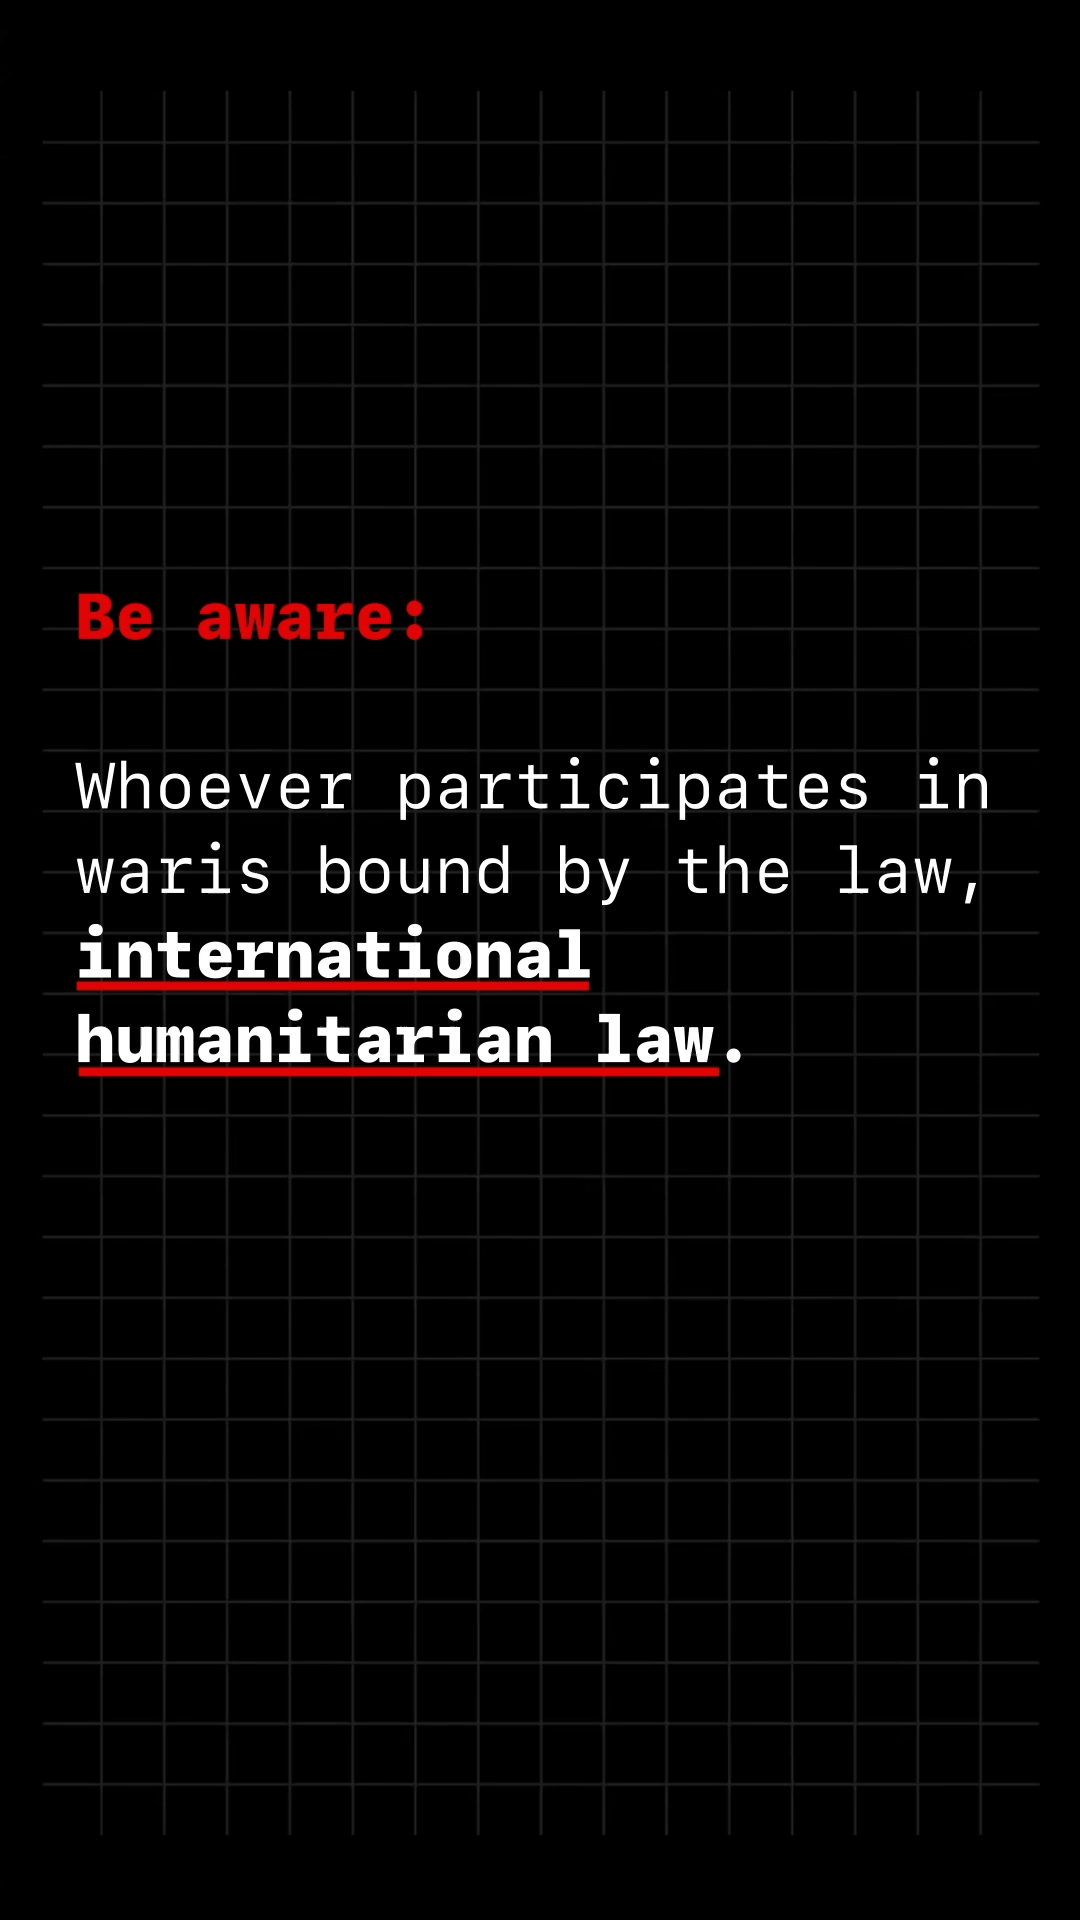 Be aware:
Whoever participates in
waris bound by the law,
international
humanitarian law.